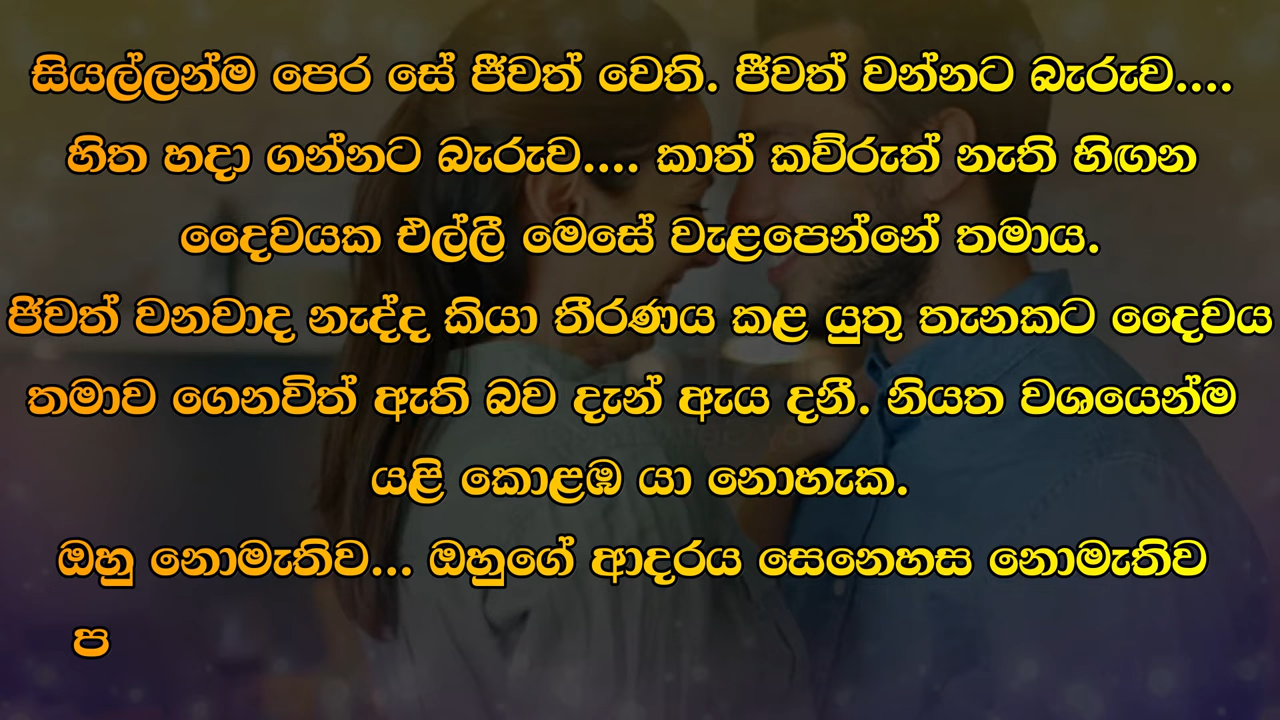 සියල්ලන්ම පෙර සේ ජීවත් වෙති. ජීවත් වන්නට බැරුව....
හිත හදා ගන්නට බැරුව.... කාත් කව්රුත් නැති හිඟන
දෛවයක එල්ලී මෙසේ වැළපෙන්නේ තමාය.
ජිවත් වනවාද නැද්ද කියා තීරණය කළ යුතු තැනකට දෛවය
තමාව ගෙනවිත් ඇති බව දැන් ඇය දනී. නියත වශයෙන්ම
යළි කොළඹ යා නොහැක.
ඔහු නොමැතිව... ඔහුගේ ආදරය සෙනෙහස නොමැතිව
ප